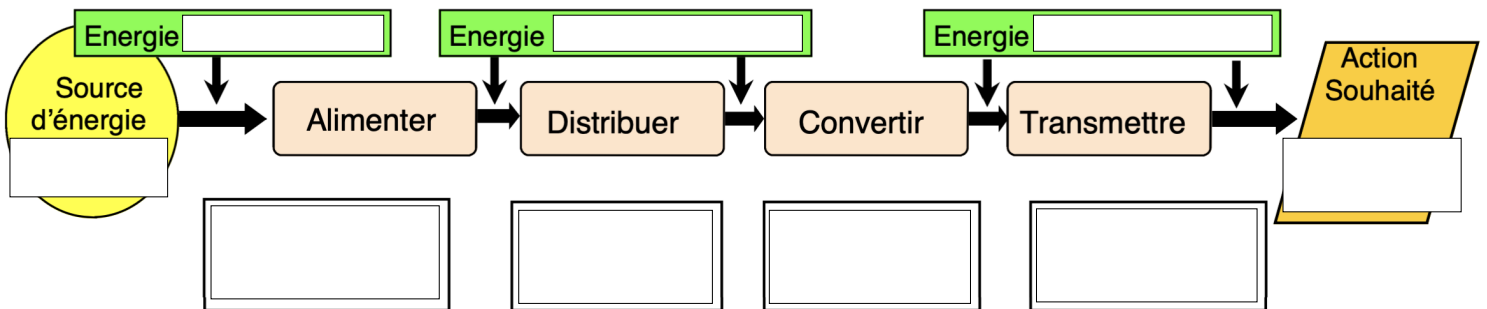 Energie
Energie
Energie
Source
d'énergie
Alimenter
Distribuer
Convertir
Transmettre
Action
Souhaité